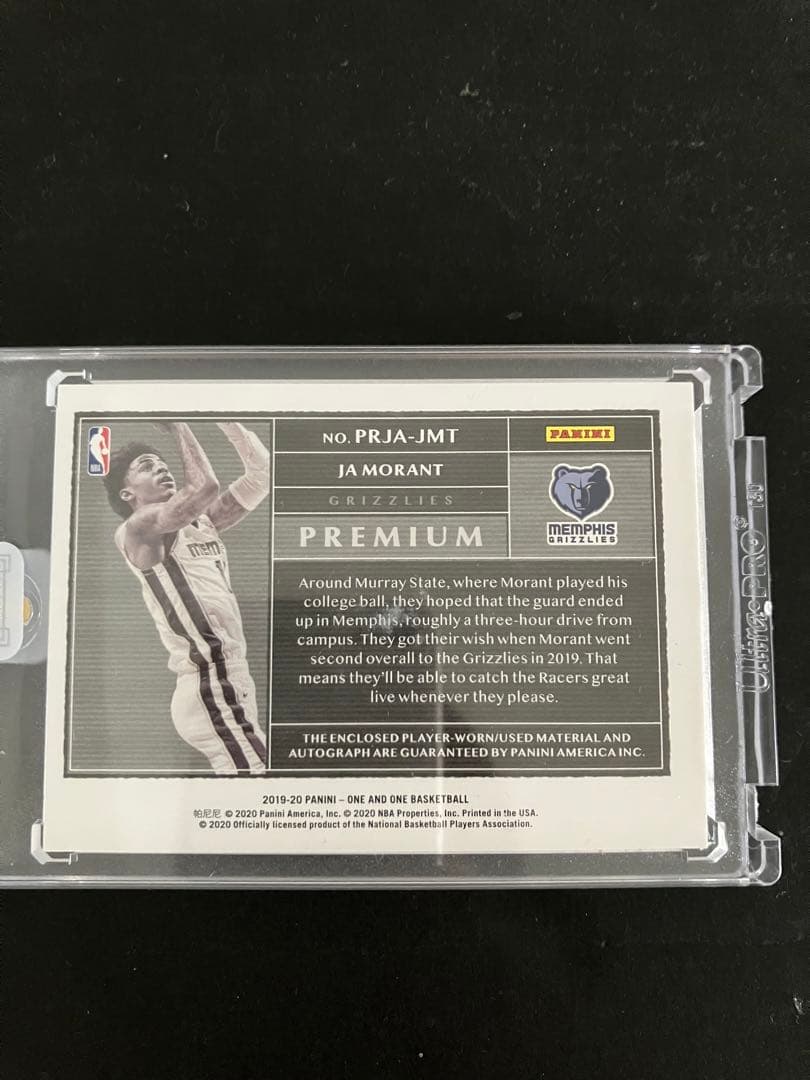 NBA
NO. PRJA-JMT
PANINI
JA MORANT
GRIZZLIES
PREMIUM
MEMPHIS
GRIZZLIES
MEM
Around Murray State, where Morant played his
college ball, they hoped that the guard ended
up in Memphis, roughly a three-hour drive from
campus. They got their wish when Morant went
second overall to the Grizzlies in 2019. That
means they'll be able to catch the Racers great
live whenever they please.
THE ENCLOSED PLAYER-WORN/USED MATERIAL AND
AUTOGRAPH ARE GUARANTEED BY PANINI AMERICA INC.
2019-20 PANINI – ONE AND ONE BASKETBALL
帕尼尼 © 2020 Panini America, Inc. © 2020 NBA Properties, Inc. Printed in the USA.
© 2020 Officially licensed product of the National Basketball Players Association.
Ultra PRO®